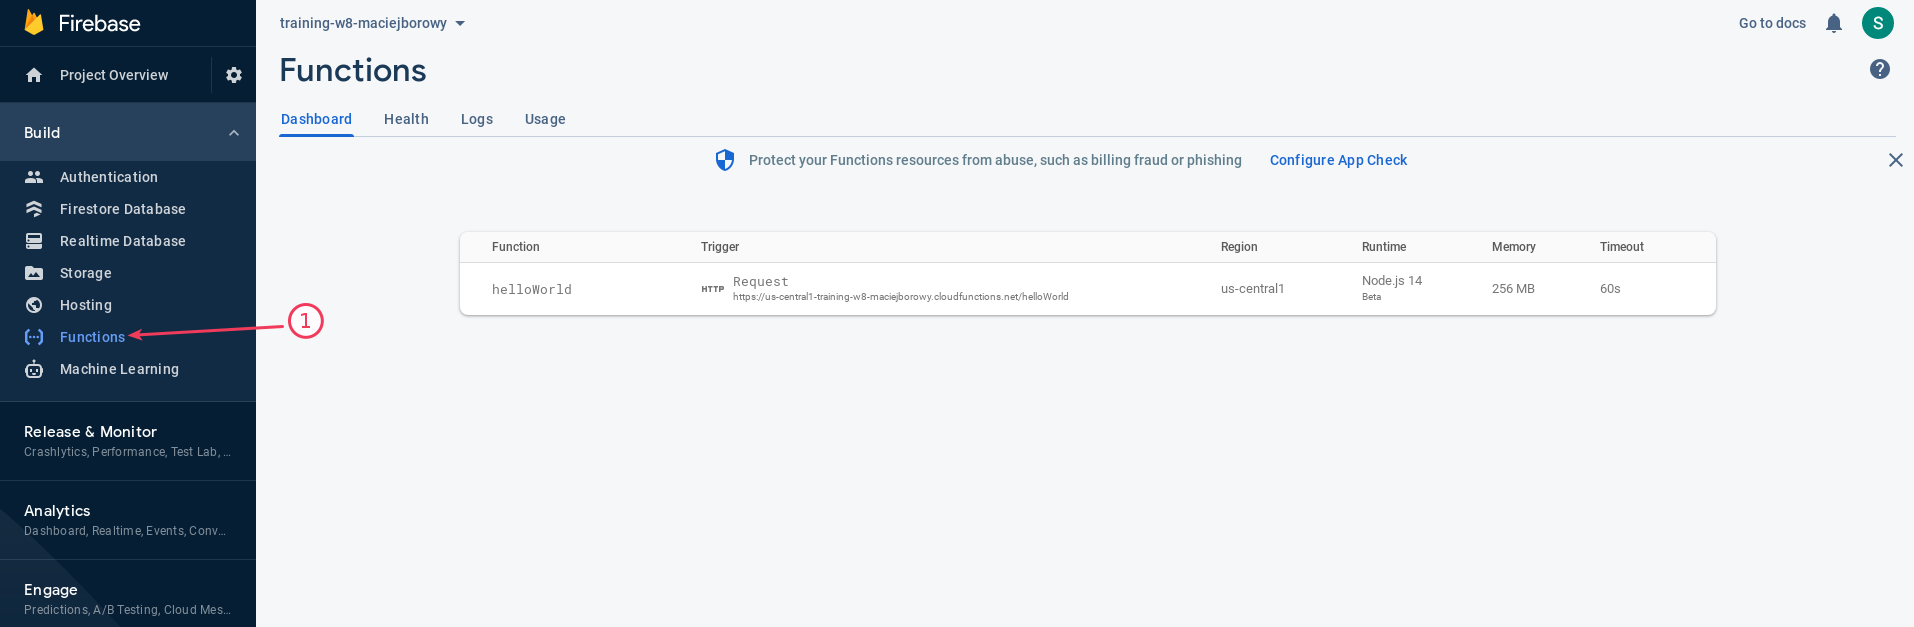 Firebase
Project Overview
Build
Authentication
Firestore Database
Realtime Database
Storage
Hosting
Functions
Machine Learning
Release & Monitor
Crashlytics, Performance, Test Lab, ...
Analytics
Dashboard, Realtime, Events, Conv...
Engage
Predictions, A/B Testing, Cloud Mes...
1
training-w8-maciejborowy
Go to docs
S
Functions
?
Dashboard Health Logs Usage
Protect your Functions resources from abuse, such as billing fraud or phishing Configure App Check
Function Trigger Region Runtime Memory Timeout
helloWorld HTTP Request us-central1 Node.js 14 256 MB 60s
https://us-central1-training-w8-maciejborowy.cloudfunctions.net/helloWorld Beta